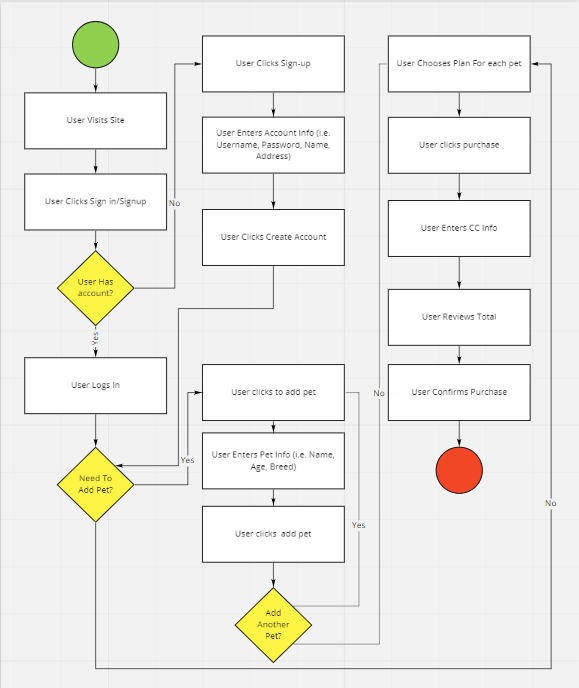 User Visits Site
User Clicks Sign in/Signup
User Has
account?
No
Yes
User Logs In
Need To
Add Pet?
Yes
User Clicks Sign-up
User Enters Account Info (i.e.
Username, Password, Name,
Address)
User Clicks Create Account
User clicks to add pet
User Enters Pet Info (i.e. Name,
Age, Breed)
User clicks  add pet
Add
Another
Pet?
Yes
No
User Chooses Plan For each pet
User clicks purchase
User Enters CC Info
User Reviews Total
User Confirms Purchase
No